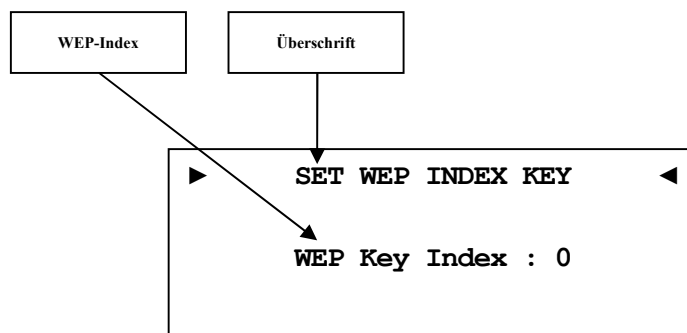 WEP-Index
Überschrift
► SET WEP INDEX KEY ◄
WEP Key Index : 0